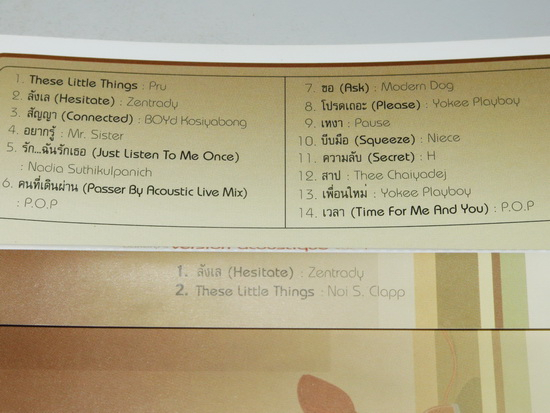 1. These Little Things : Pru
2. ลังเล (Hesitate) : Zentrady
3. สัญญา (Connected) : BOYd Kosiyabong
4. อยากรู้ : Mr. Sister
5. รัก...ฉันรักเธอ (Just Listen To Me Once)
: Nadia Suthikulpanich
6. คนที่เดินผ่าน (Passer By Acoustic Live Mix)
: P.O.P
7. ขอ (Ask) : Modern Dog
8. โปรดเถอะ (Please) : Yokee Playboy
9. เหงา : Pause
10. บีบมือ (Squeeze) : Niece
11. ความลับ (Secret) : H
12. สาป : Thee Chaiyadej
13. เพื่อนใหม่ : Yokee Playboy
14. เวลา (Time For Me And You) : P.O.P
version acoustique
1. ลังเล (Hesitate) : Zentrady
2. These Little Things : Noi S. Clapp